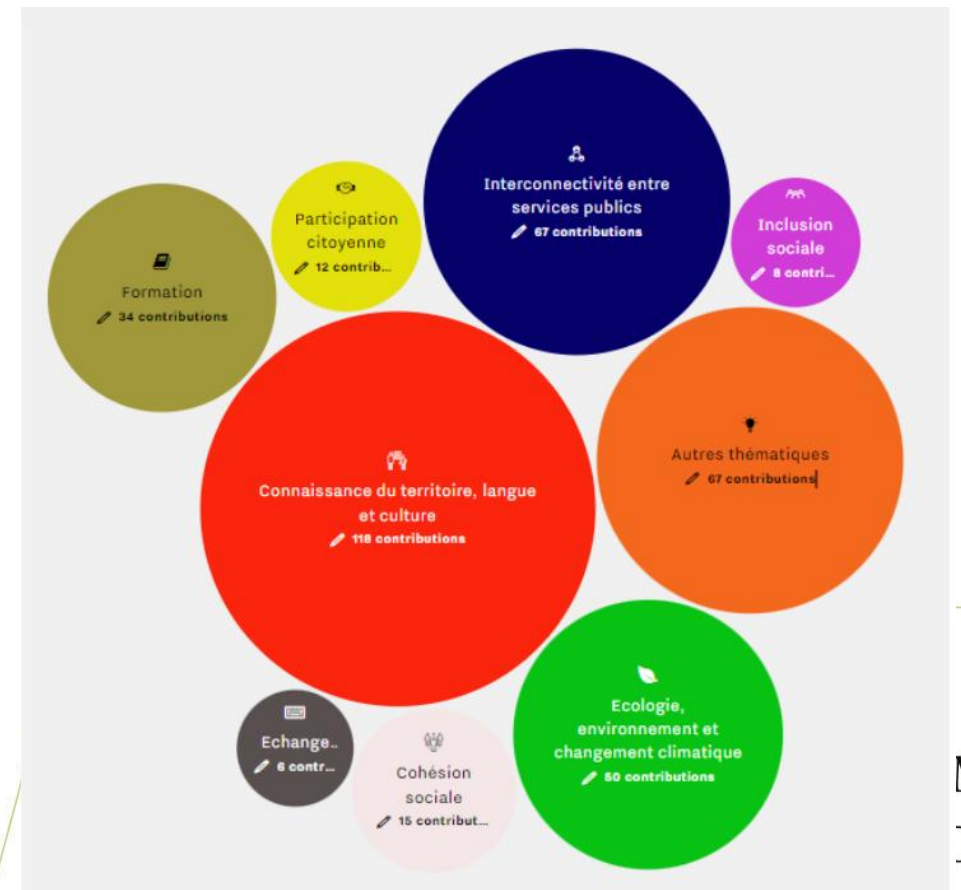 Interconnectivité entre
services publics
67 contributions
Participation
citoyenne
12 contrib...
Inclusion
sociale
8 contri...
Formation
34 contributions
Autres thématiques
67 contributions
Connaissance du territoire, langue
et culture
118 contributions
Ecologie,
environnement et
changement climatique
50 contributions
Echange..
6 contr...
Cohésion
sociale
15 contribut...